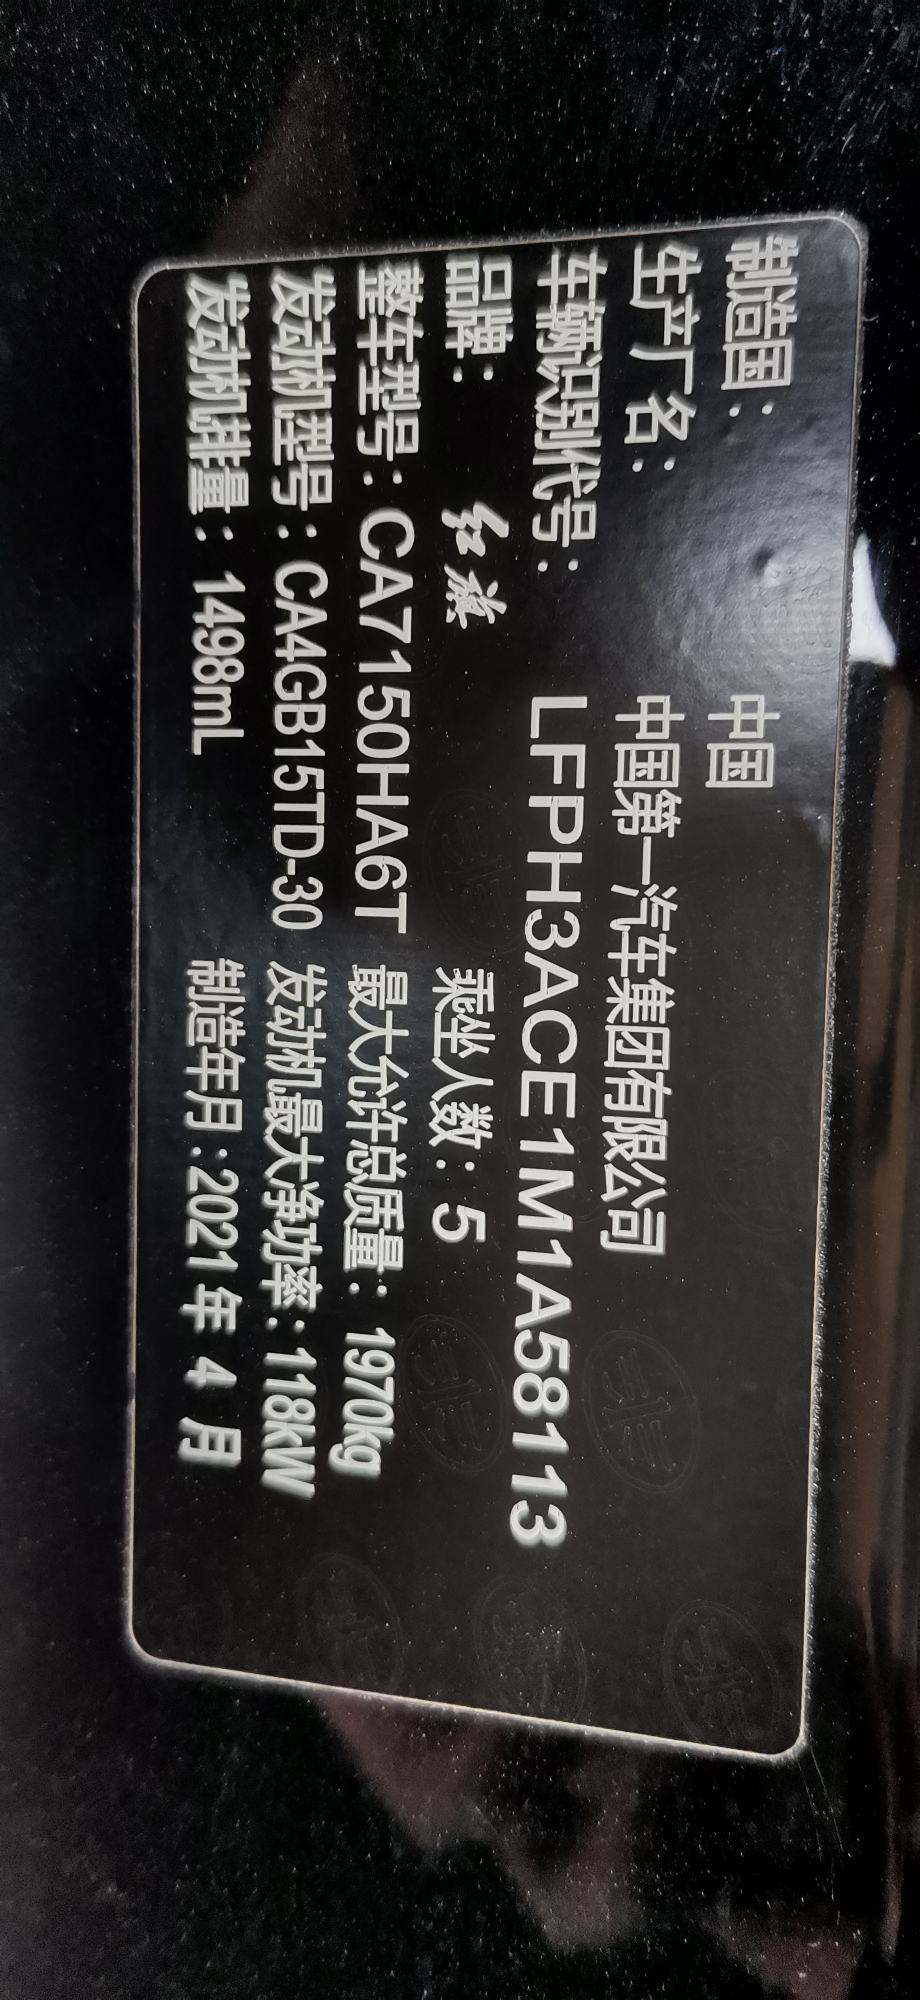 制造国： 中国
生产厂名： 中国第一汽车集团有限公司
车辆识别代号： LFPH3ACE1M1A58113
品牌： 红旗 乘坐人数：5
整车型号：CA7150HA6T 最大允许总质量：1970kg
发动机型号：CA4GB15TD-30 发动机最大净功率：118kW
发动机排量：1498mL 制造年月：2021 年 4 月